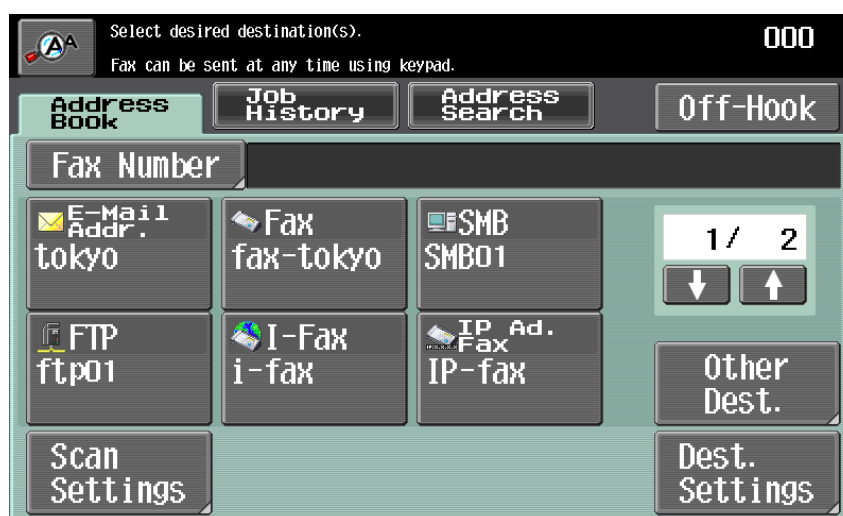 AA
Select desired destination(s).
000
Fax can be sent at any time using keypad.
Address
Book
Job
History
Address
Search
Off-Hook
Fax Number
E-Mail
Addr.
tokyo
Fax
fax-tokyo
SMB
SMB01
1/ 2
FTP
ftp01
I-Fax
i-fax
IP Ad.
Fax
IP-fax
Other
Dest.
Scan
Settings
Dest.
Settings